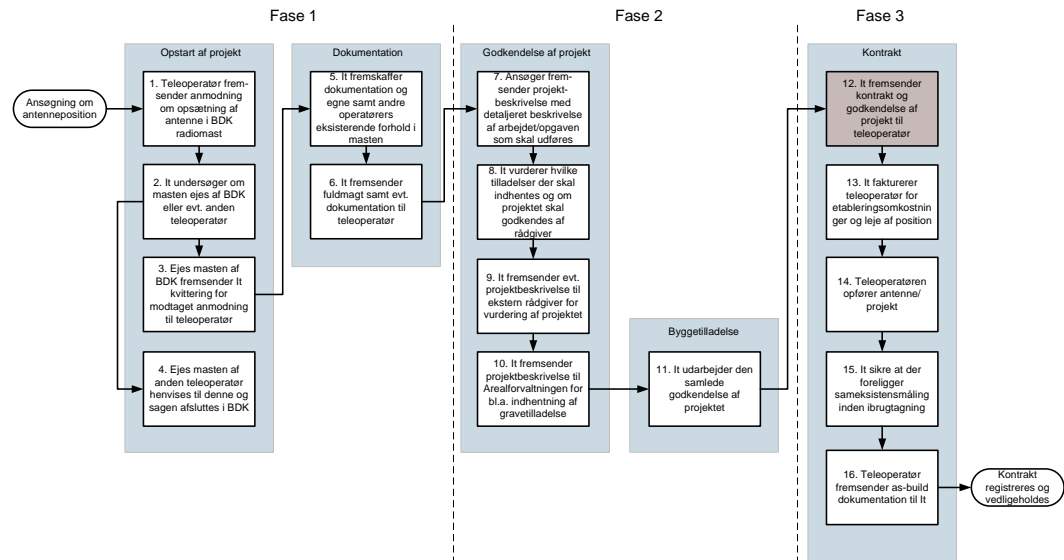 Fase 1
Fase 2
Fase 3
Ansøgning om
antenneposition
Opstart af projekt
1. Teleoperatør frem-
sender anmodning
om opsætning af
antenne i BDK
radiomast
2. It undersøger om
masten ejes af BDK
eller evt. anden
teleoperatør
3. Ejes masten af
BDK fremsender It
kvittering for
modtaget anmodning
til teleoperatør
4. Ejes masten af
anden teleoperatør
henvises til denne og
sagen afsluttes i BDK
Dokumentation
5. It fremskaffer
dokumentation og
egne samt andre
operatørers
eksisterende forhold i
masten
6. It fremsender
fuldmagt samt evt.
dokumentation til
teleoperatør
Godkendelse af projekt
7. Ansøger frem-
sender projekt-
beskrivelse med
detaljeret beskrivelse
af arbejdet/opgaven
som skal udføres
8. It vurderer hvilke
tilladelser der skal
indhentes og om
projektet skal
godkendes af
rådgiver
9. It fremsender evt.
projektbeskrivelse til
ekstern rådgiver for
vurdering af projektet
10. It fremsender
projektbeskrivelse til
Arealforvaltningen for
bl.a. indhentning af
gravetilladelse
Byggetilladelse
11. It udarbejder den
samlede
godkendelse af
projektet
Kontrakt
12. It fremsender
kontrakt og
godkendelse af
projekt til
teleoperatør
13. It fakturerer
teleoperatør for
etableringsomkostnin
ger og leje af position
14. Teleoperatøren
opfører antenne/
projekt
15. It sikre at der
foreligger
sameksistensmåling
inden ibrugtagning
16. Teleoperatør
fremsender as-build
dokumentation til It
Kontrakt
registreres og
vedligeholdes